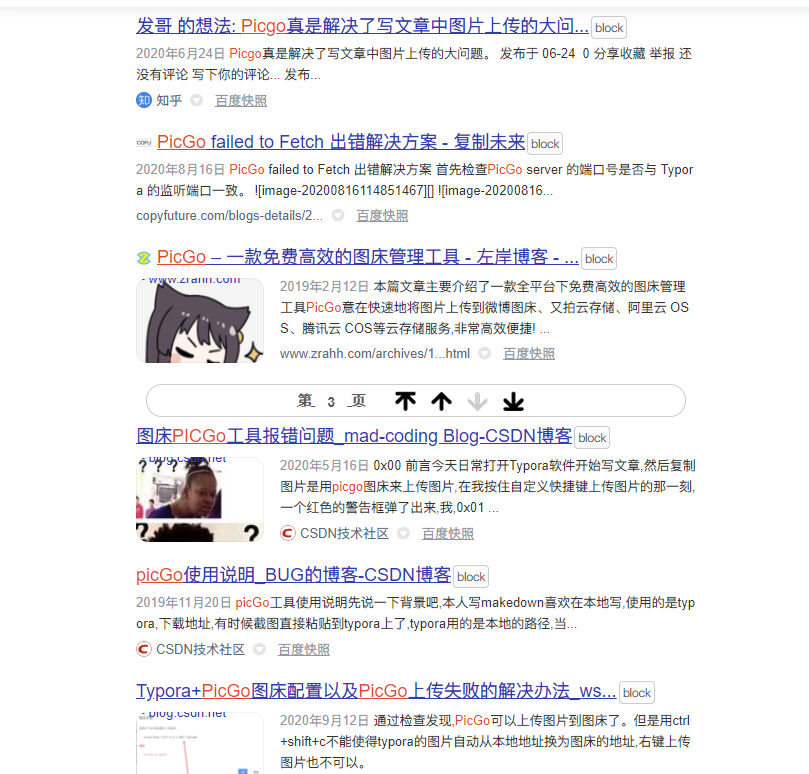 发哥 的想法: Picgo真是解决了写文章中图片上传的大问... block
2020年6月24日 Picgo真是解决了写文章中图片上传的大问题。 发布于 06-24 0 分享收藏 举报 还
没有评论 写下你的评论... 发布...
知 知乎 百度快照
COFU PicGo failed to Fetch 出错解决方案 - 复制未来 block
2020年8月16日 PicGo failed to Fetch 出错解决方案 首先检查PicGo server 的端口号是否与 Typor
a 的监听端口一致。 ![image-20200816114851467][] ![image-20200816...
copyfuture.com/blogs-details/2... 百度快照
PicGo – 一款免费高效的图床管理工具 - 左岸博客 - ... block
- www.zrahh.com
2019年2月12日 本篇文章主要介绍了一款全平台下免费高效的图床管理
工具PicGo意在快速地将图片上传到微博图床、又拍云存储、阿里云 OS
S、腾讯云 COS等云存储服务,非常高效便捷! ...
www.zrahh.com/archives/1...html 百度快照
第 3 页
图床PICGo工具报错问题_mad-coding Blog-CSDN博客 block
- blog.csdn.net
? ? ?
?
2020年5月16日 0x00 前言今天日常打开Typora软件开始写文章,然后复制
图片是用picgo图床来上传图片,在我按住自定义快捷键上传图片的那一刻,
一个红色的警告框弹了出来,我,0x01 ...
C CSDN技术社区 百度快照
picGo使用说明_BUG的博客-CSDN博客 block
2019年11月20日 picGo工具使用说明先说一下背景吧,本人写makedown喜欢在本地写,使用的是typ
ora,下载地址,有时候截图直接粘贴到typora上了,typora用的是本地的路径,当...
C CSDN技术社区 百度快照
Typora+PicGo图床配置以及PicGo上传失败的解决办法_ws... block
- blog.csdn.net
2020年9月12日 通过检查发现,PicGo可以上传图片到图床了。但是用ctrl
+shift+c不能使得typora的图片自动从本地地址换为图床的地址,右键上传
图片也不可以。